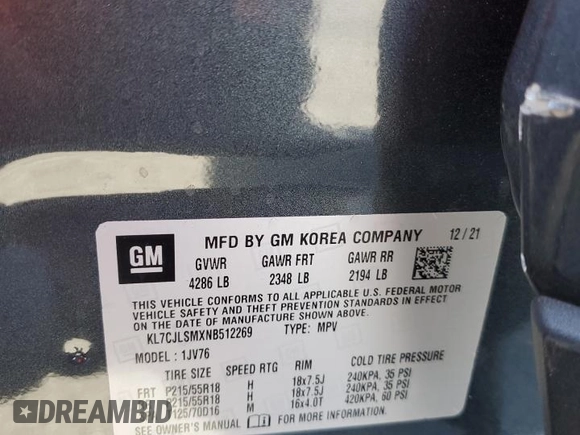 GM
MFD BY GM KOREA COMPANY 12/21
GVWR GAWR FRT GAWR RR
4286 LB 2348 LB 2194 LB
THIS VEHICLE CONFORMS TO ALL APPLICABLE U.S. FEDERAL MOTOR
VEHICLE SAFETY AND THEFT PREVENTION STANDARDS IN EFFECT
ON THE DATE OF MANUFACTURE SHOWN ABOVE.
KL7CJLSMXNB512269 TYPE: MPV
MODEL: 1JV76
TIRE SIZE SPEED RTG RIM COLD TIRE PRESSURE
FRT P215/55R18 H 18x7.5J 240KPA, 35 PSI
P215/55R18 H 18x7.5J 240KPA, 35 PSI
125/70D16 M 16x4.0T 420KPA, 60 PSI
SEE OWNER'S MANUAL FOR
DREAMBID